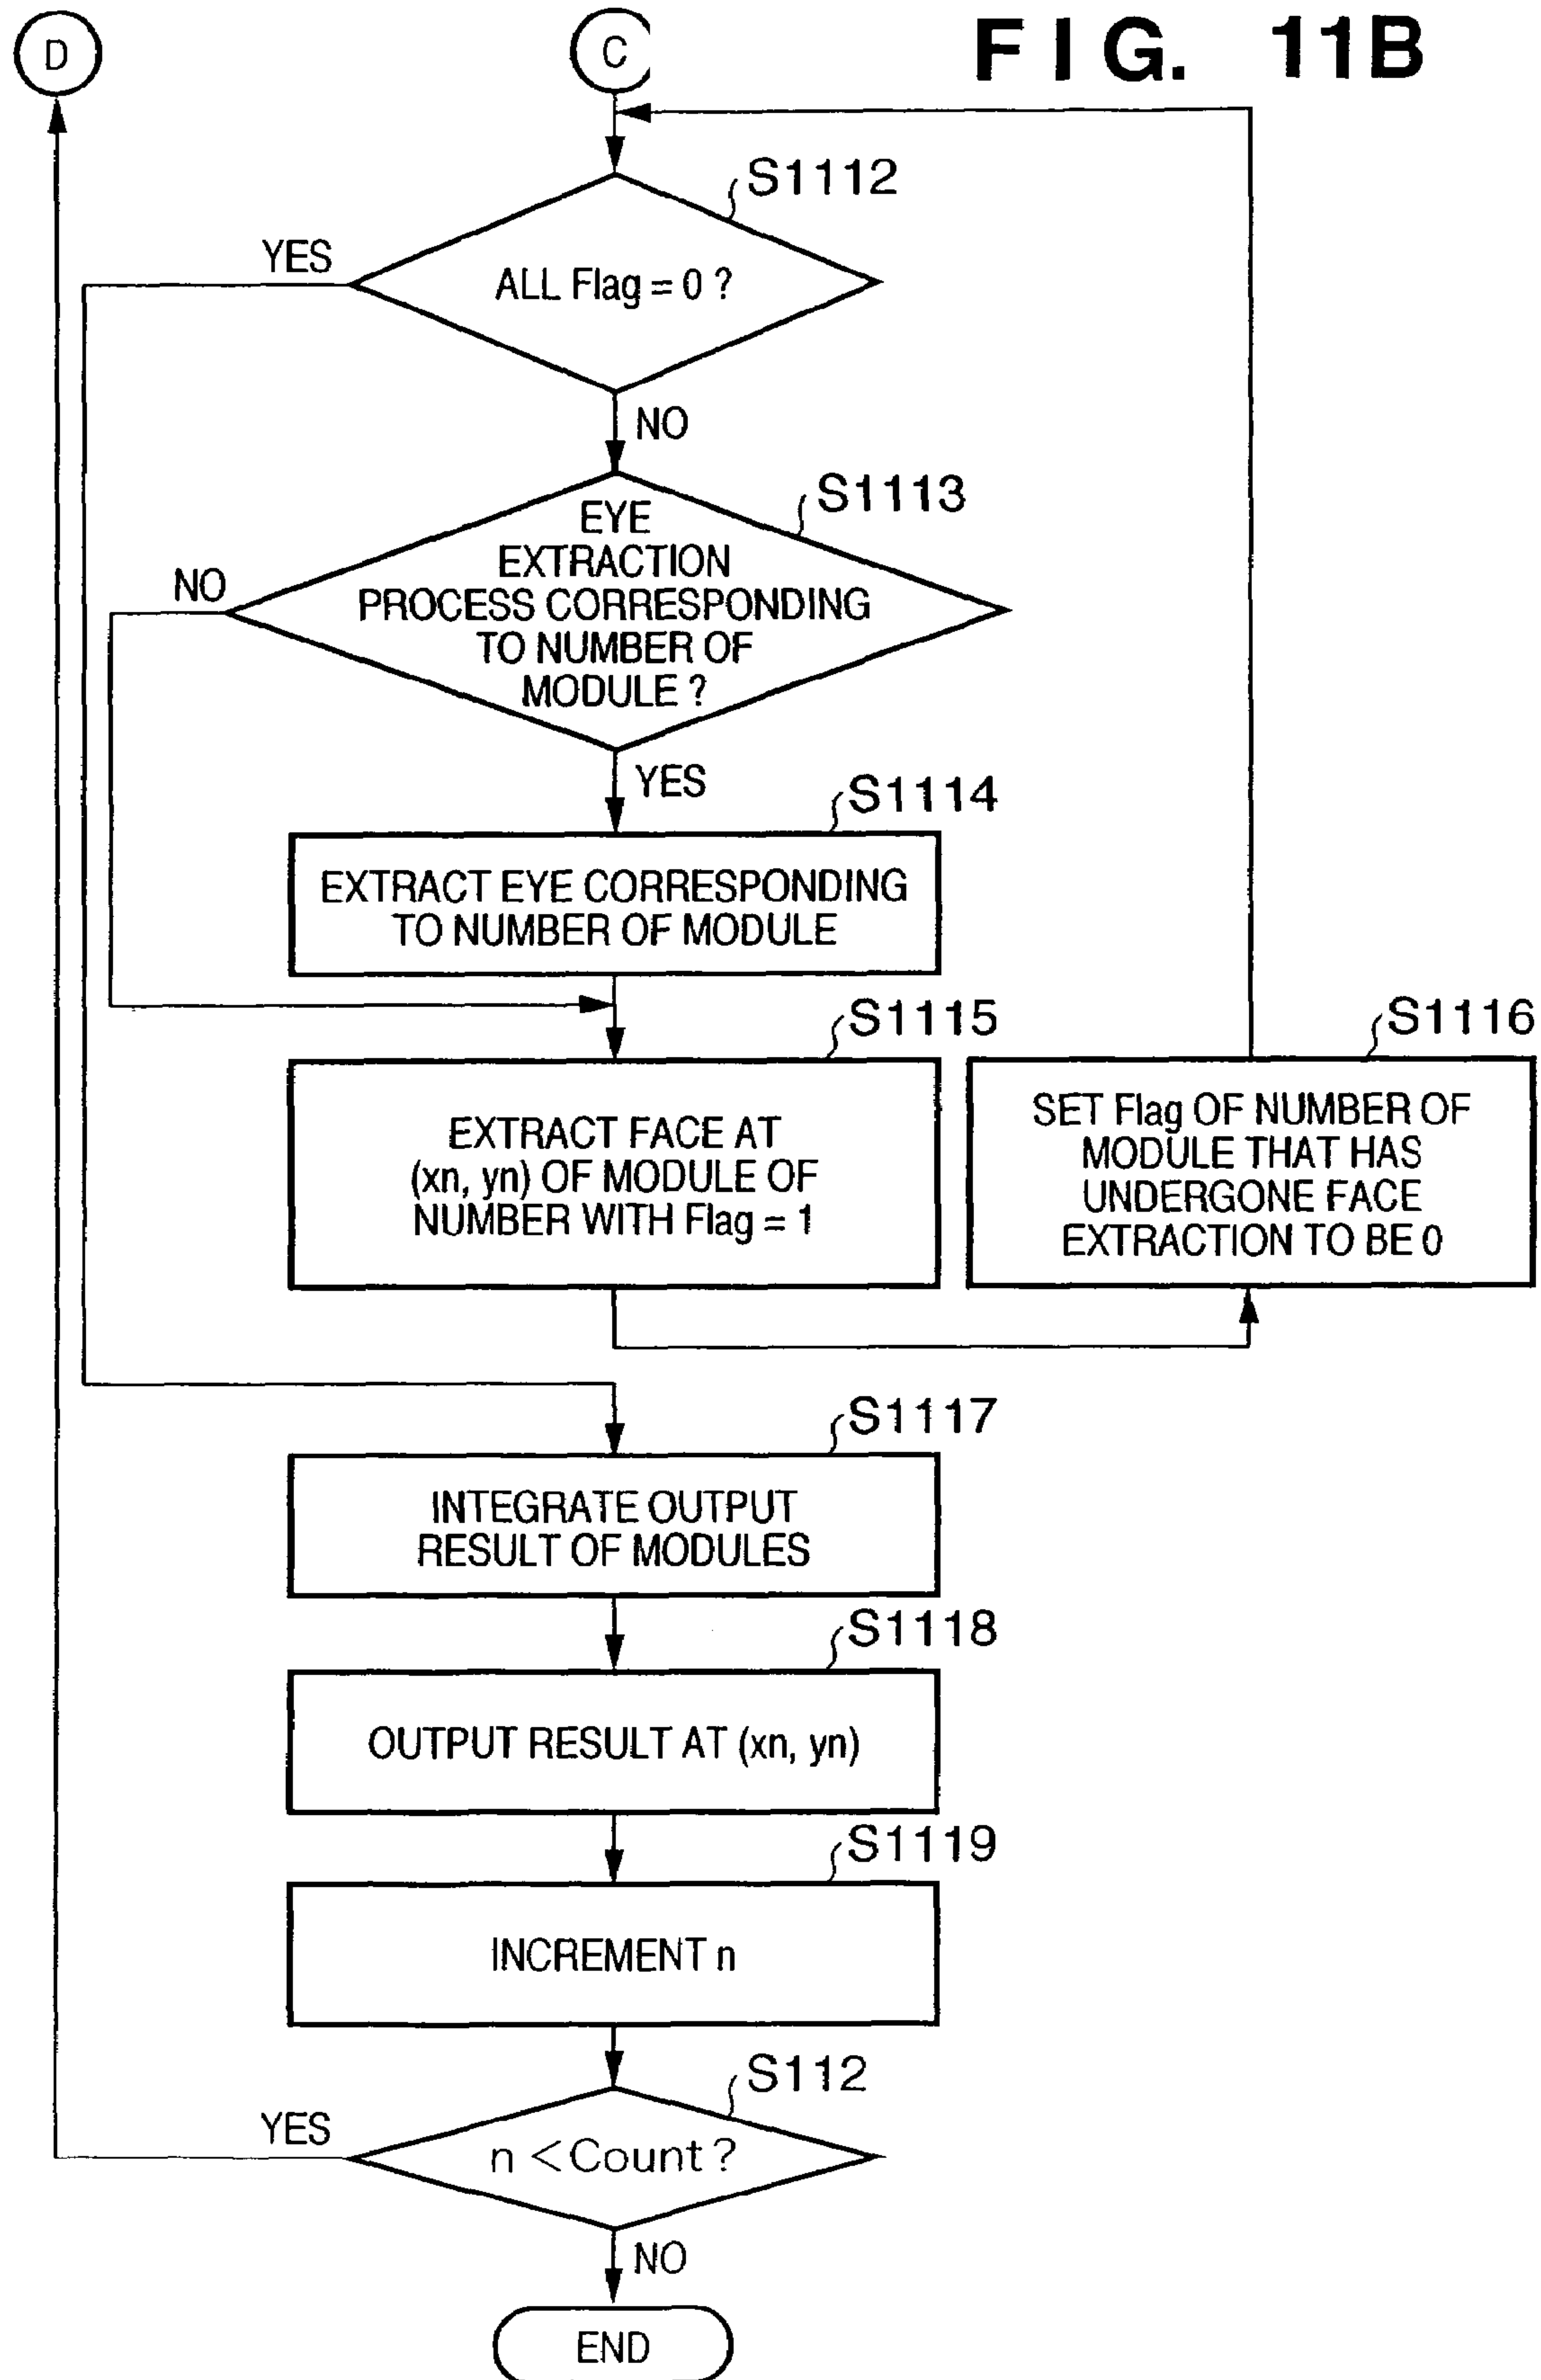 D
C
FIG. 11B
S1112
YES
ALL Flag = 0 ?
NO
S1113
EYE
EXTRACTION
PROCESS CORRESPONDING
TO NUMBER OF
MODULE ?
NO
YES
S1114
EXTRACT EYE CORRESPONDING
TO NUMBER OF MODULE
S1115
EXTRACT FACE AT
(xn, yn) OF MODULE OF
NUMBER WITH Flag = 1
S1116
SET Flag OF NUMBER OF
MODULE THAT HAS
UNDERGONE FACE
EXTRACTION TO BE 0
S1117
INTEGRATE OUTPUT
RESULT OF MODULES
S1118
OUTPUT RESULT AT (xn, yn)
S1119
INCREMENT n
S112
YES
n < Count ?
NO
END